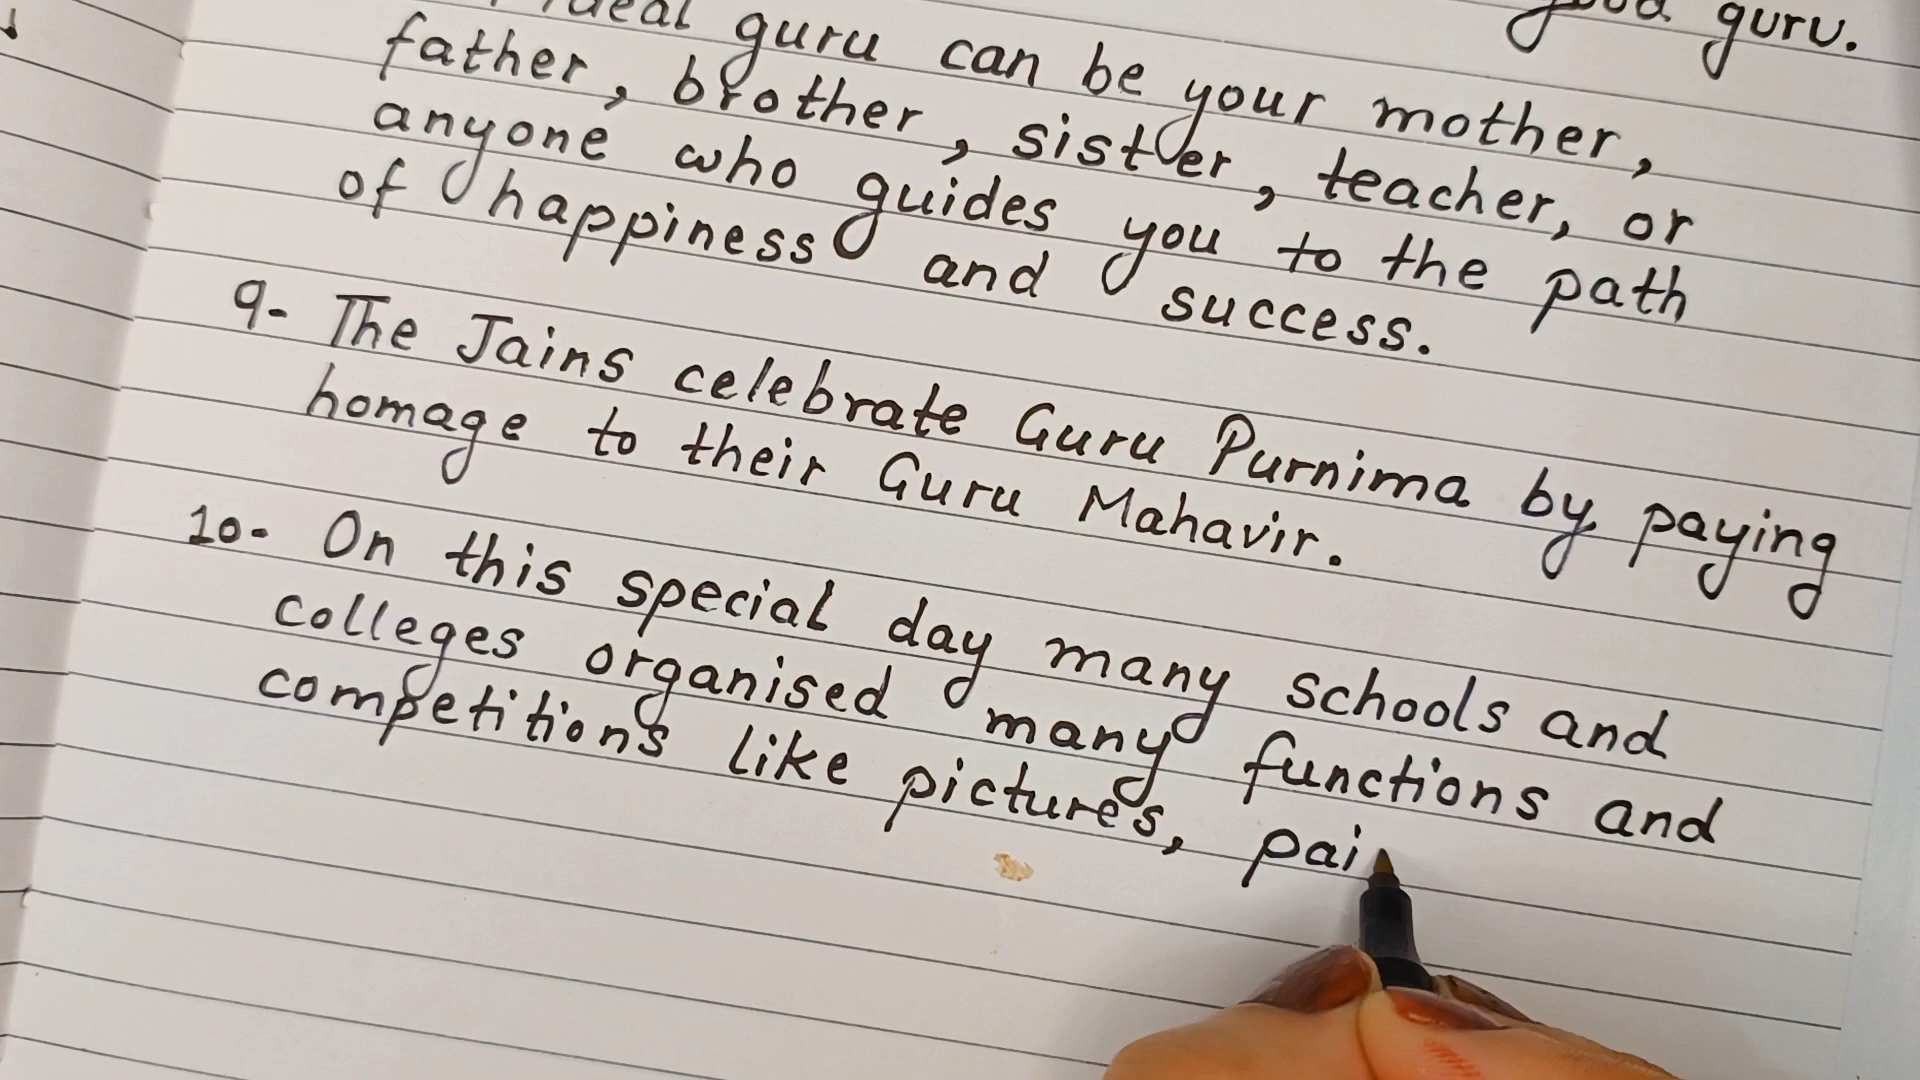 good guru.
ideal guru can be your mother,
father, brother, sister, teacher, or
anyone who guides you to the path
of happiness and success.
9- The Jains celebrate Guru Purnima by paying
homage to their Guru Mahavir.
10- On this special day many schools and
colleges organised many functions and
competitions like pictures, pai